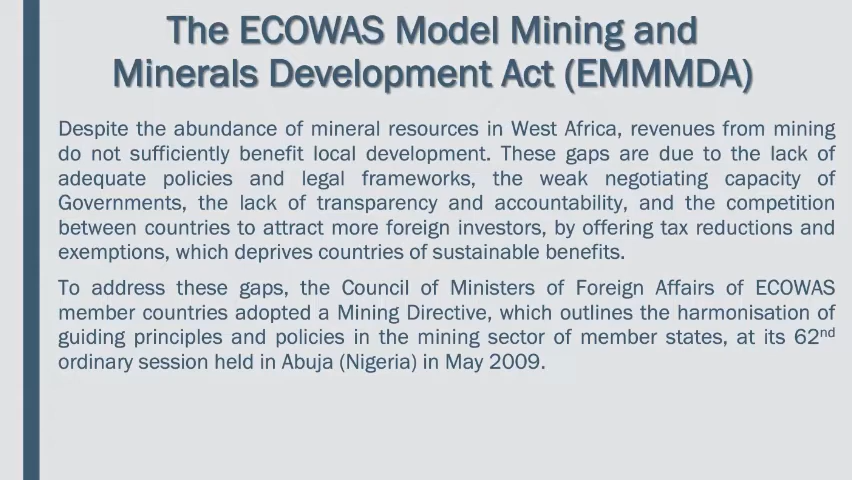 The ECOWAS Model Mining and
Minerals Development Act (EMMMDA)
Despite the abundance of mineral resources in West Africa, revenues from mining
do not sufficiently benefit local development. These gaps are due to the lack of
adequate policies and legal frameworks, the weak negotiating capacity of
Governments, the lack of transparency and accountability, and the competition
between countries to attract more foreign investors, by offering tax reductions and
exemptions, which deprives countries of sustainable benefits.
To address these gaps, the Council of Ministers of Foreign Affairs of ECOWAS
member countries adopted a Mining Directive, which outlines the harmonisation of
guiding principles and policies in the mining sector of member states, at its 62nd
ordinary session held in Abuja (Nigeria) in May 2009.